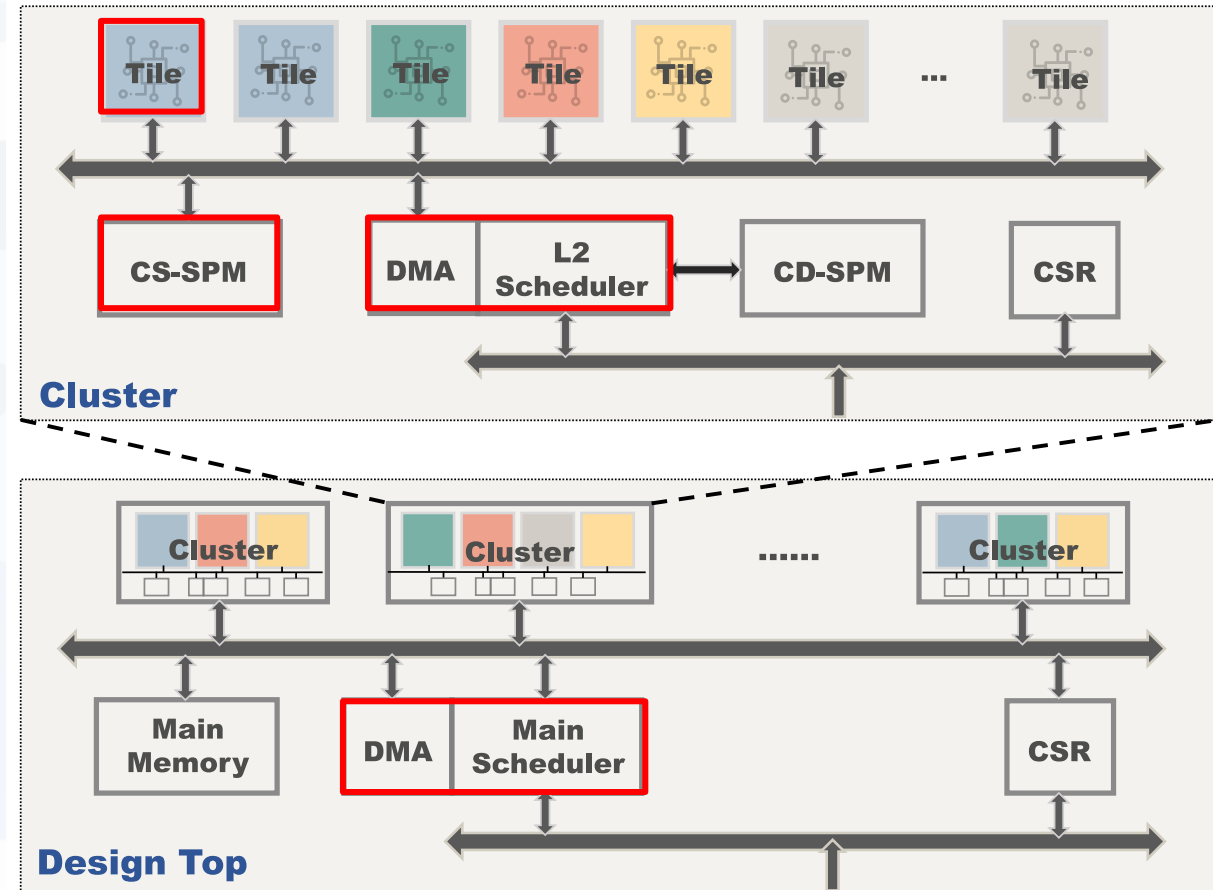 Tile
Tile
Tile
Tile
Tile
Tile
...
Tile
CS-SPM
DMA
L2
Scheduler
CD-SPM
CSR
Cluster
Cluster
Cluster
......
Cluster
Main
Memory
DMA
Main
Scheduler
CSR
Design Top